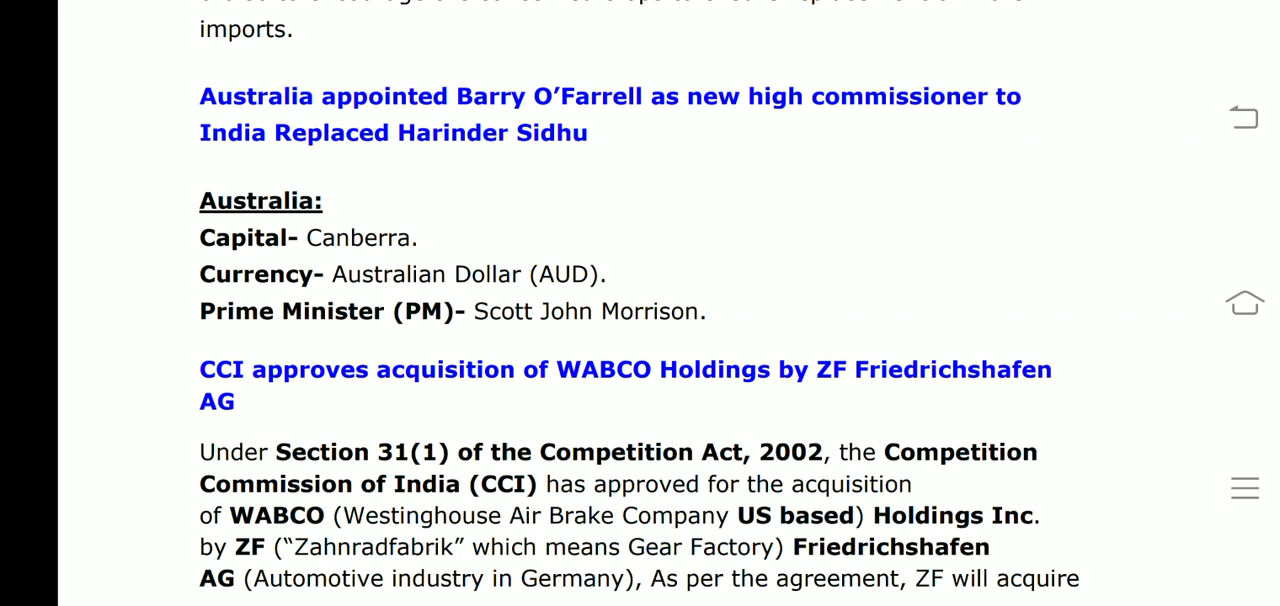 imports.
Australia appointed Barry O’Farrell as new high commissioner to
India Replaced Harinder Sidhu
Australia:
Capital- Canberra.
Currency- Australian Dollar (AUD).
Prime Minister (PM)- Scott John Morrison.
CCI approves acquisition of WABCO Holdings by ZF Friedrichshafen
AG
Under Section 31(1) of the Competition Act, 2002, the Competition
Commission of India (CCI) has approved for the acquisition
of WABCO (Westinghouse Air Brake Company US based) Holdings Inc.
by ZF (“Zahnradfabrik” which means Gear Factory) Friedrichshafen
AG (Automotive industry in Germany), As per the agreement, ZF will acquire